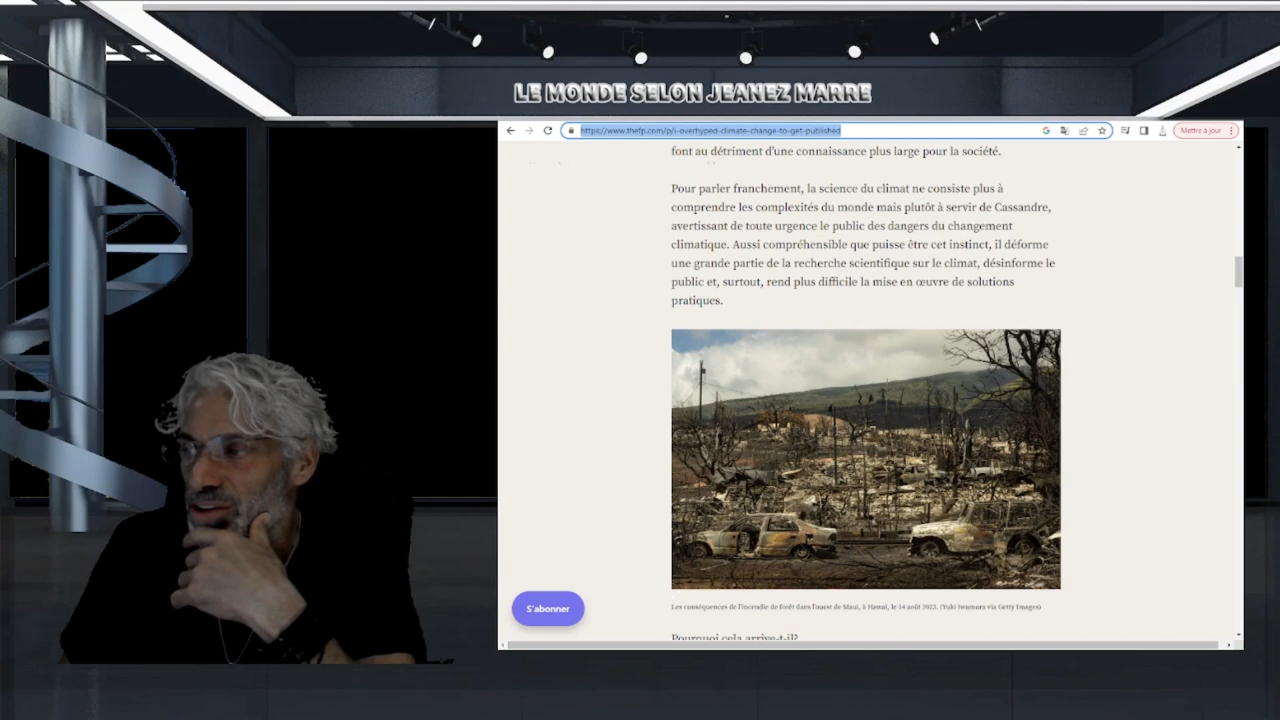 LE MONDE SELON JEANEZ MARRE
https://www.thefp.com/p/i-overhyped-climate-change-to-get-published
Mettre à jour
font au détriment d'une connaissance plus large pour la société.
Pour parler franchement, la science du climat ne consiste plus à
comprendre les complexités du monde mais plutôt à servir de Cassandre,
avertissant de toute urgence le public des dangers du changement
climatique. Aussi compréhensible que puisse être cet instinct, il déforme
une grande partie de la recherche scientifique sur le climat, désinforme le
public et, surtout, rend plus difficile la mise en œuvre de solutions
pratiques.
S'abonner
Les conséquences de l'incendie de forêt dans l'ouest de Maui, à Hawaï, le 14 août 2023. (Yuki Iwamura via Getty Images)
Pourquoi cela arrive-t-il?